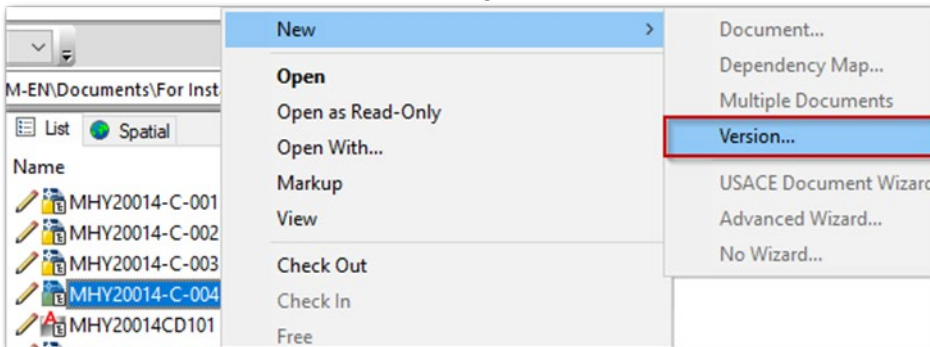 New
Document...
Dependency Map...
Open
M-EN\Documents\For Inst
Multiple Documents
Open as Read-Only
List
Spatial
Version...
Open With...
Name
Markup
USACE Document Wizard
MHY20014-C-001
View
Advanced Wizard...
MHY20014-C-002
No Wizard...
MHY20014-C-003
Check Out
MHY20014-C-004
Check In
MHY20014CD101
Free